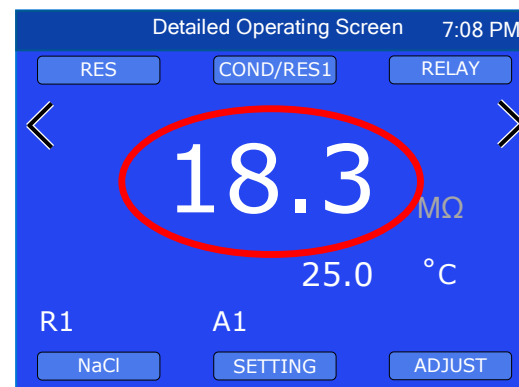 Detailed Operating Screen 7:08 PM
RES COND/RES1 RELAY
18.3 MΩ
25.0 °C
R1 A1
NaCl SETTING ADJUST